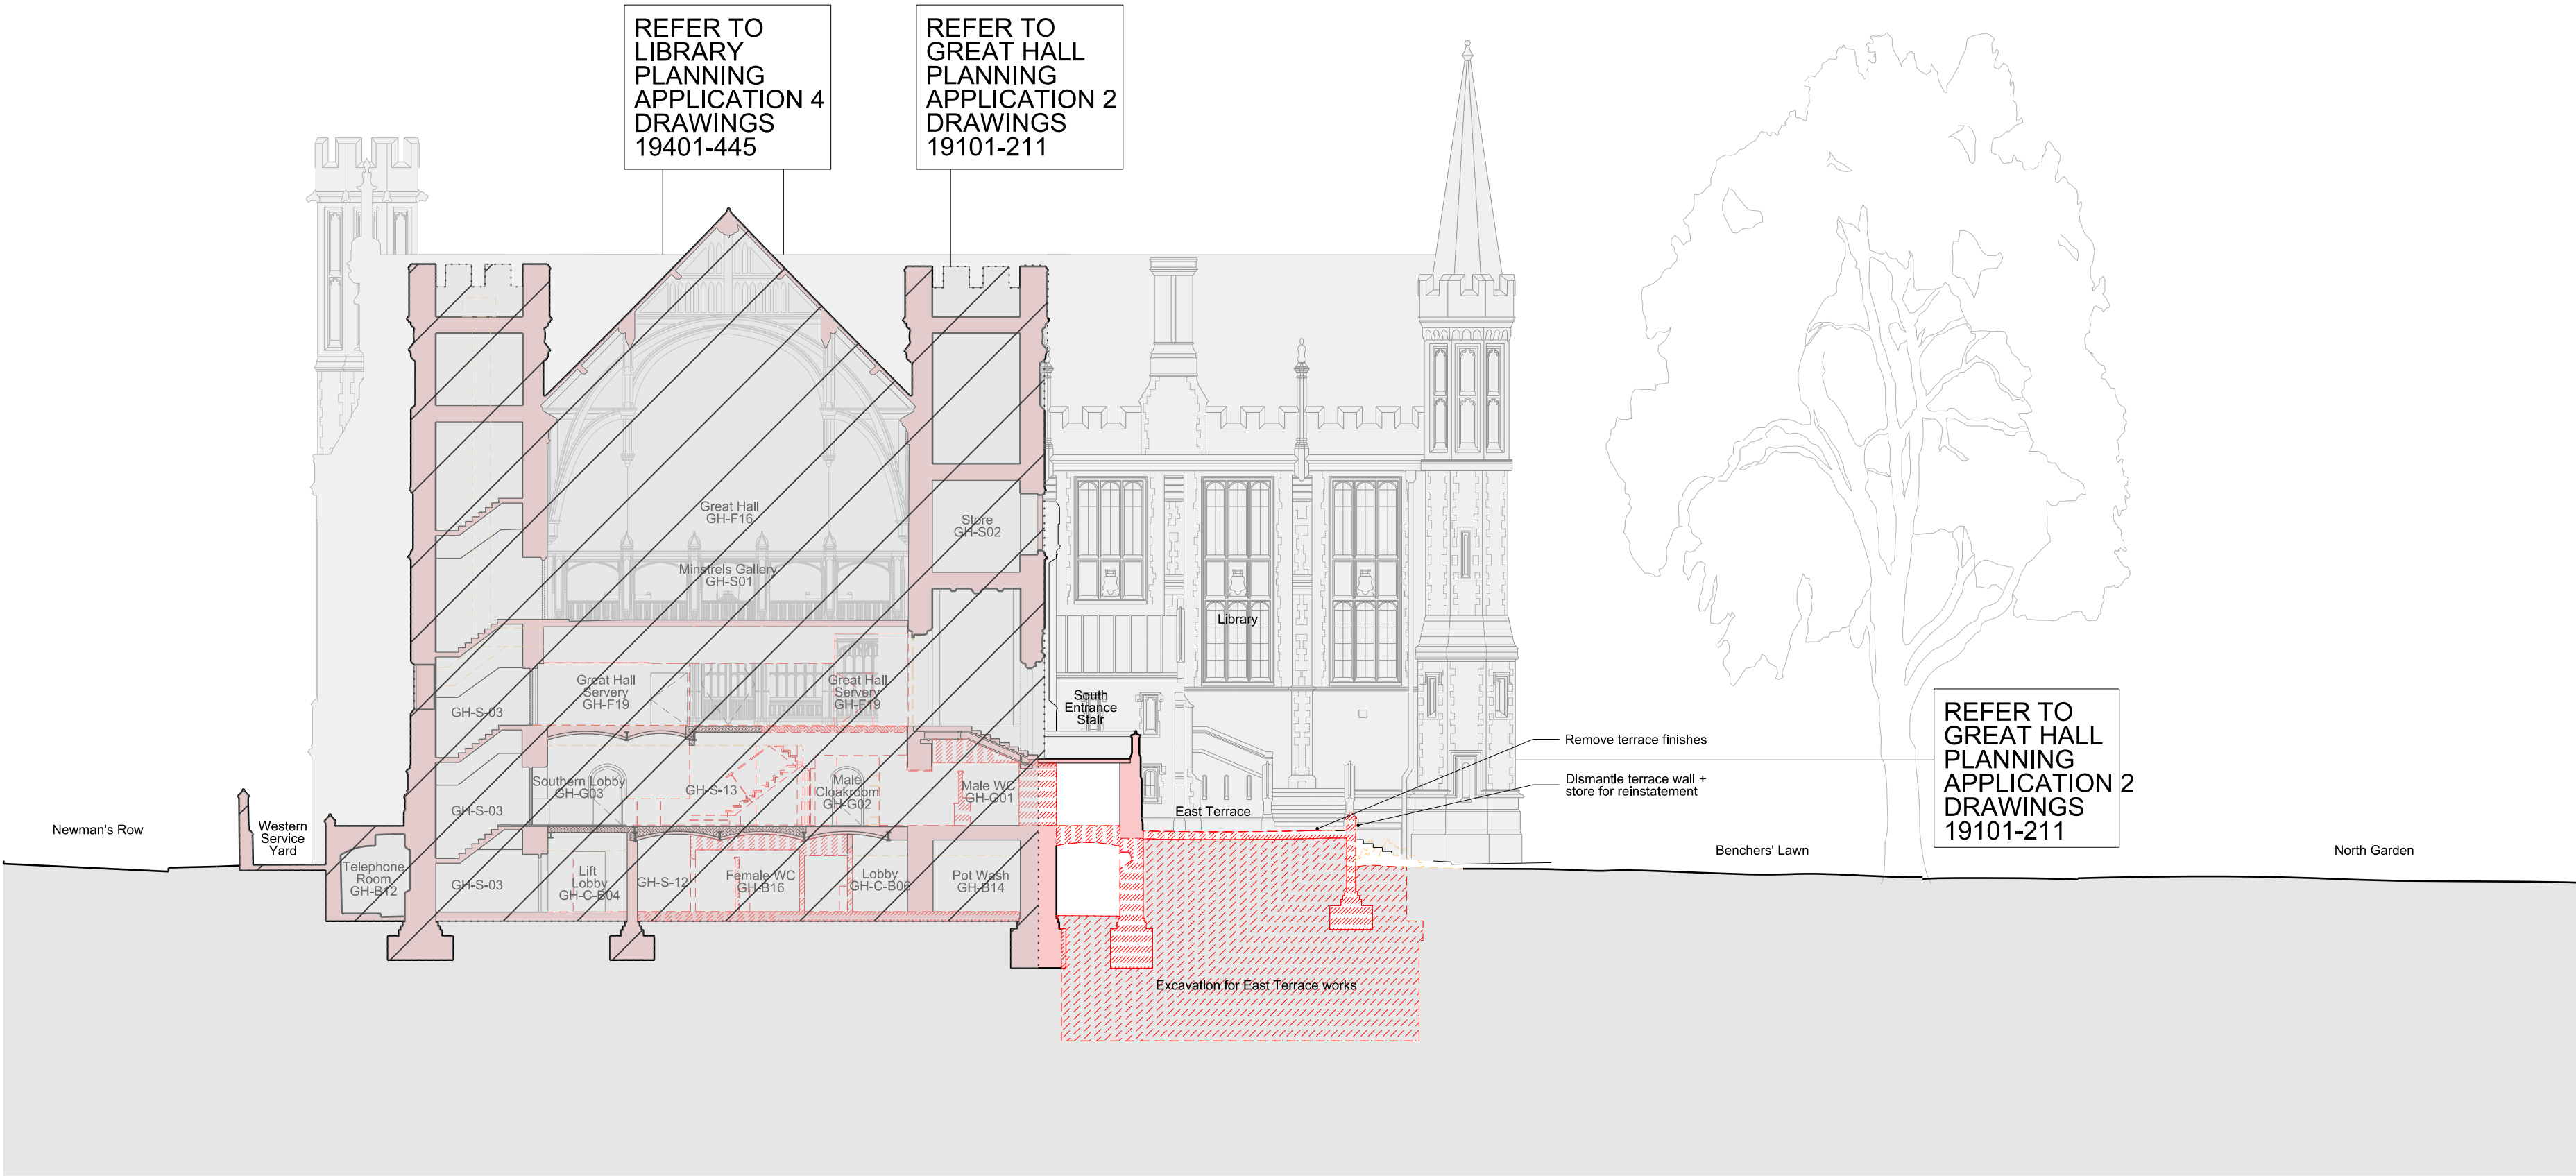 REFER TO
LIBRARY
PLANNING
APPLICATION 4
DRAWINGS
19401-445
REFER TO
GREAT HALL
PLANNING
APPLICATION 2
DRAWINGS
19101-211
Great Hall
GH-F16
Store
GH-S02
Minstrels Gallery
GH-S01
Library
Great Hall
Servery
GH-F19
Great Hall
Servery
GH-F19
GH-S-03
South
Entrance
Stair
REFER TO
GREAT HALL
PLANNING
APPLICATION 2
DRAWINGS
19101-211
Remove terrace finishes
Dismantle terrace wall +
store for reinstatement
Southern Lobby
GH-G03
GH-S-13
Male
Cloakroom
GH-G02
Male WC
GH-G01
GH-S-03
East Terrace
Newman's Row
Western
Service
Yard
Benchers' Lawn
North Garden
Telephone
Room
GH-B12
GH-S-03
Lift
Lobby
GH-C-B04
GH-S-12
Female WC
GH-B16
Lobby
GH-C-B06
Pot Wash
GH-B14
Excavation for East Terrace works